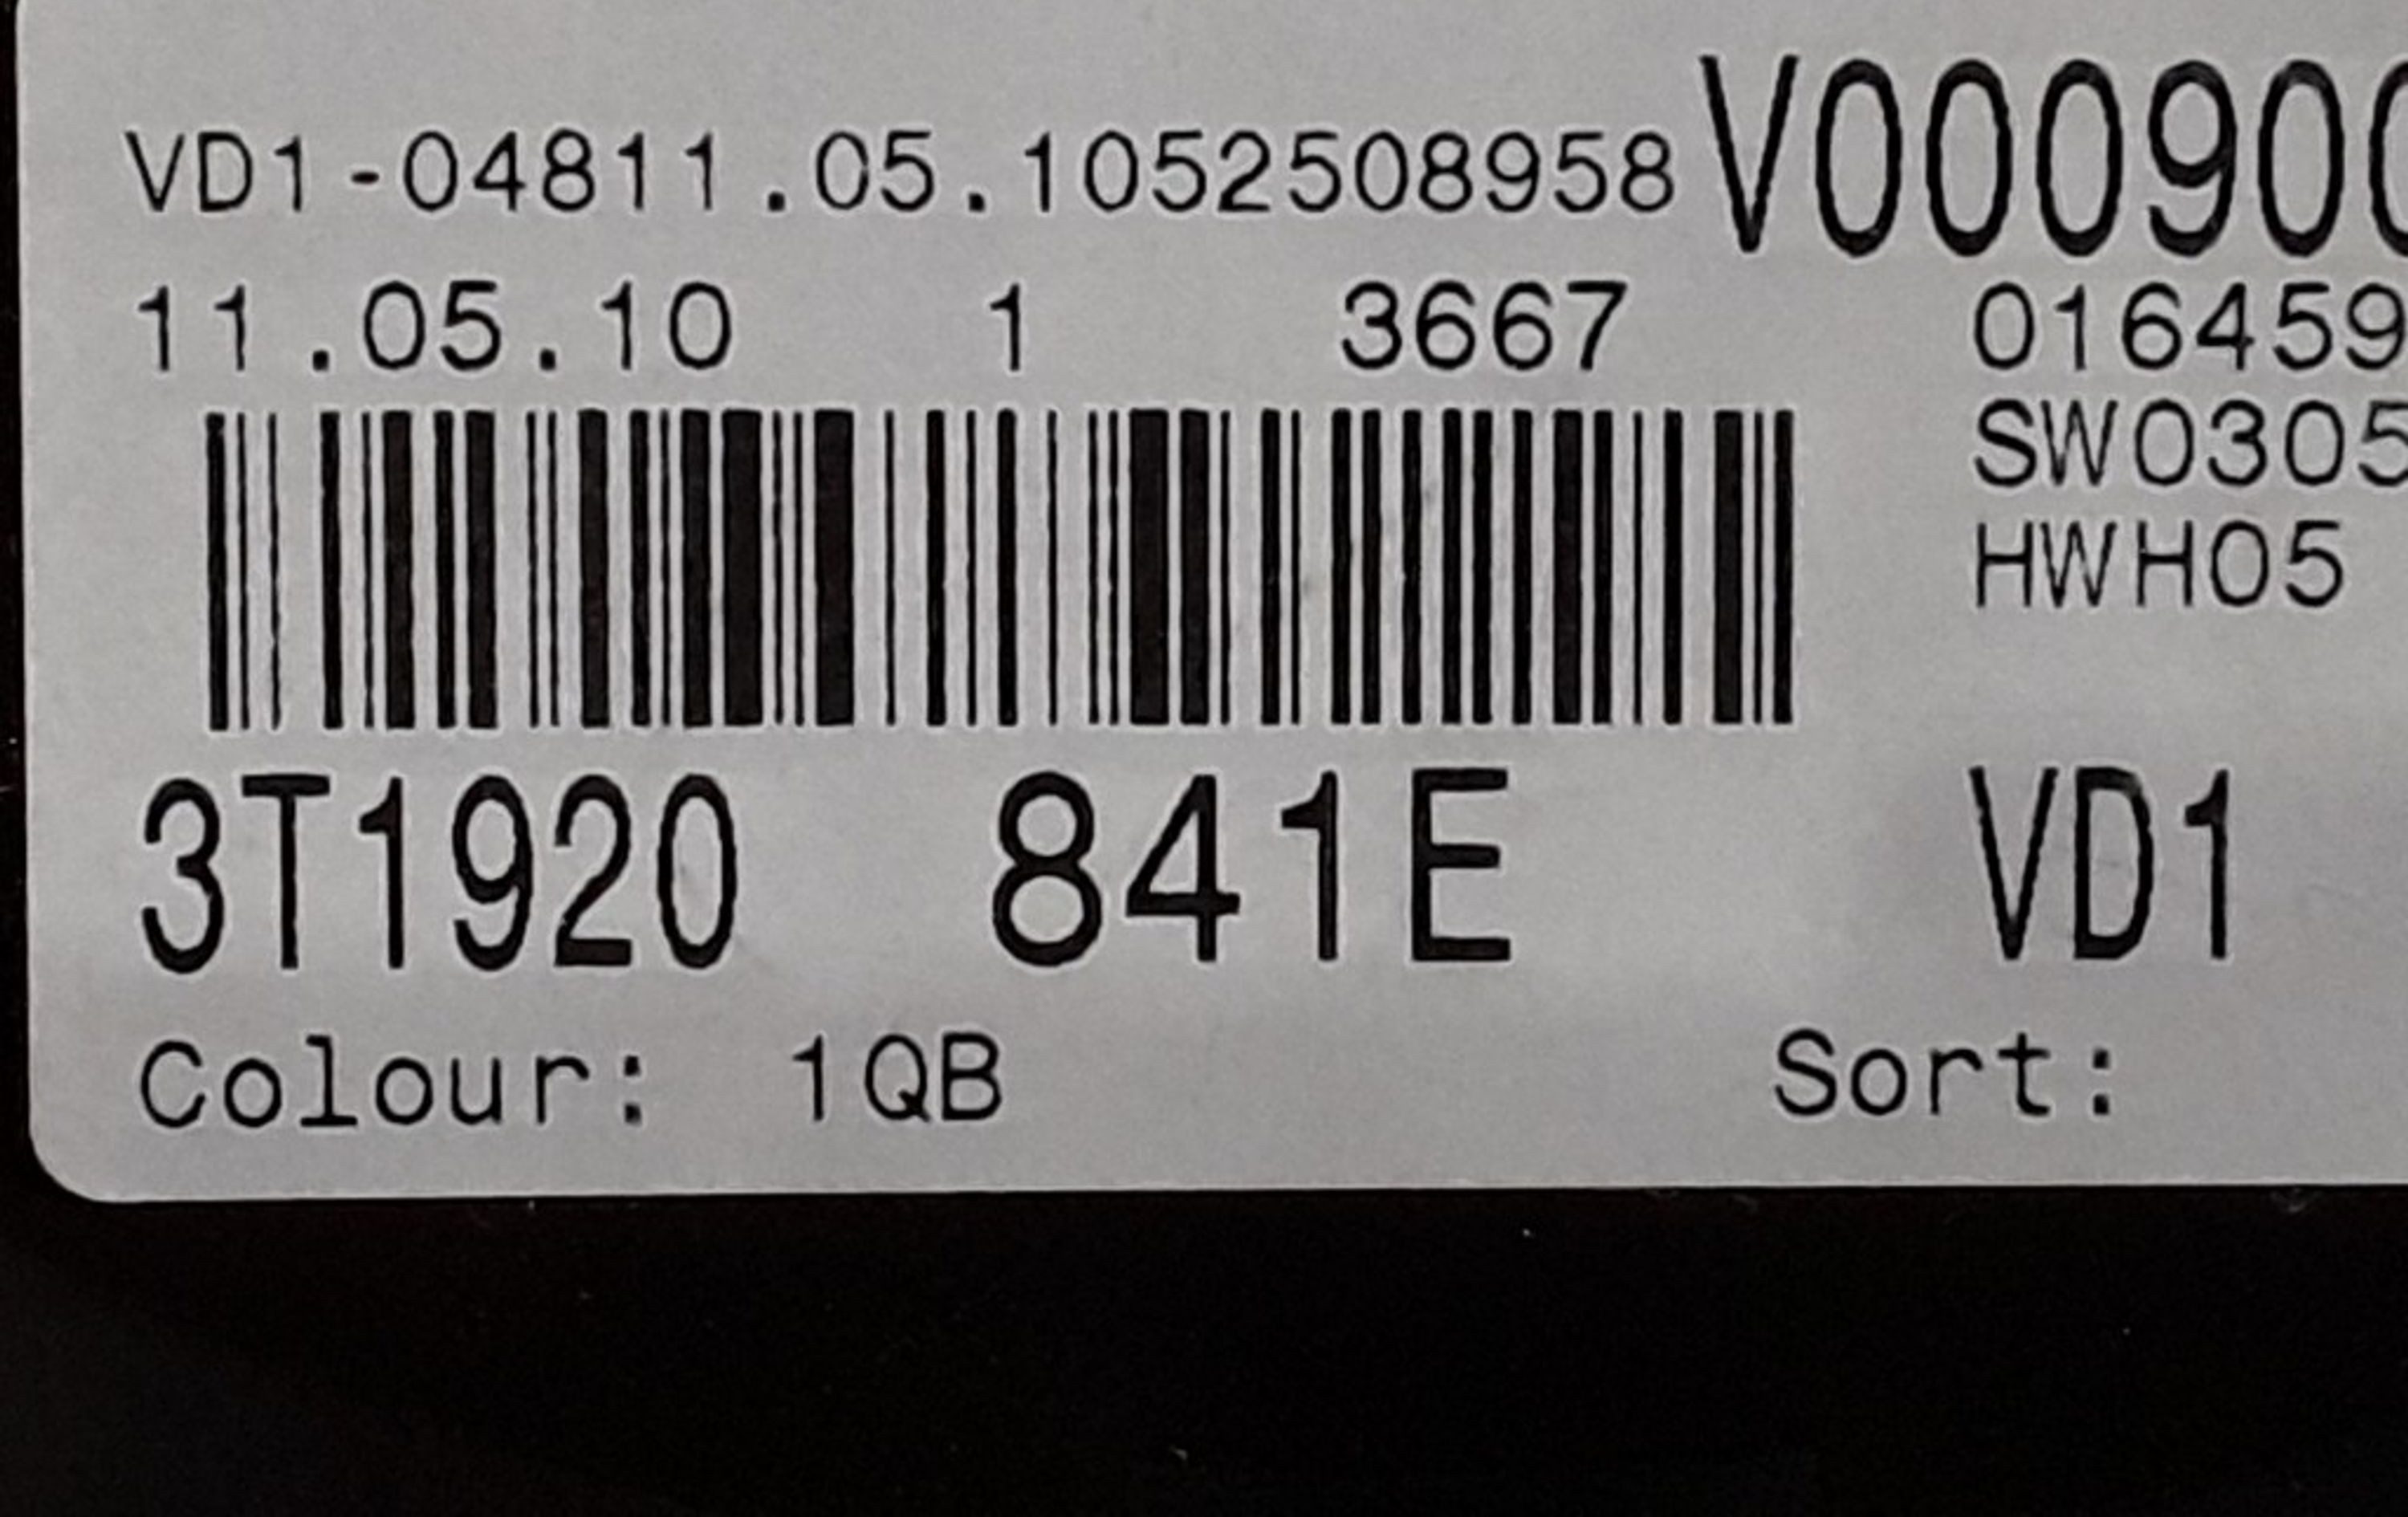 VD1-04811.05.1052508958 V00090
11.05.10 1 3667 016459
SW0305
HWH05
3T1920 841E VD1
Colour: 1QB Sort: